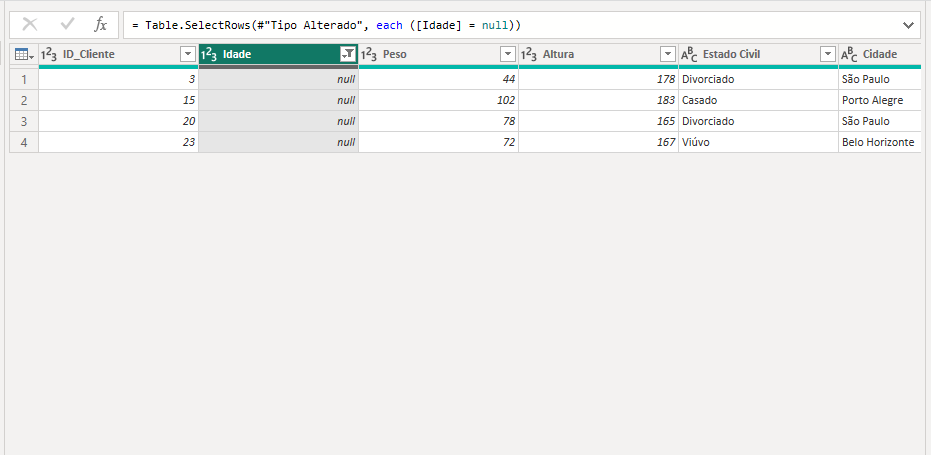 fx = Table.SelectRows(#"Tipo Alterado", each ([Idade] = null))
123 ID_Cliente 123 Idade 123 Peso 123 Altura ABC Estado Civil ABC Cidade
1 3 null 44 178 Divorciado São Paulo
2 15 null 102 183 Casado Porto Alegre
3 20 null 78 165 Divorciado São Paulo
4 23 null 72 167 Viúvo Belo Horizonte